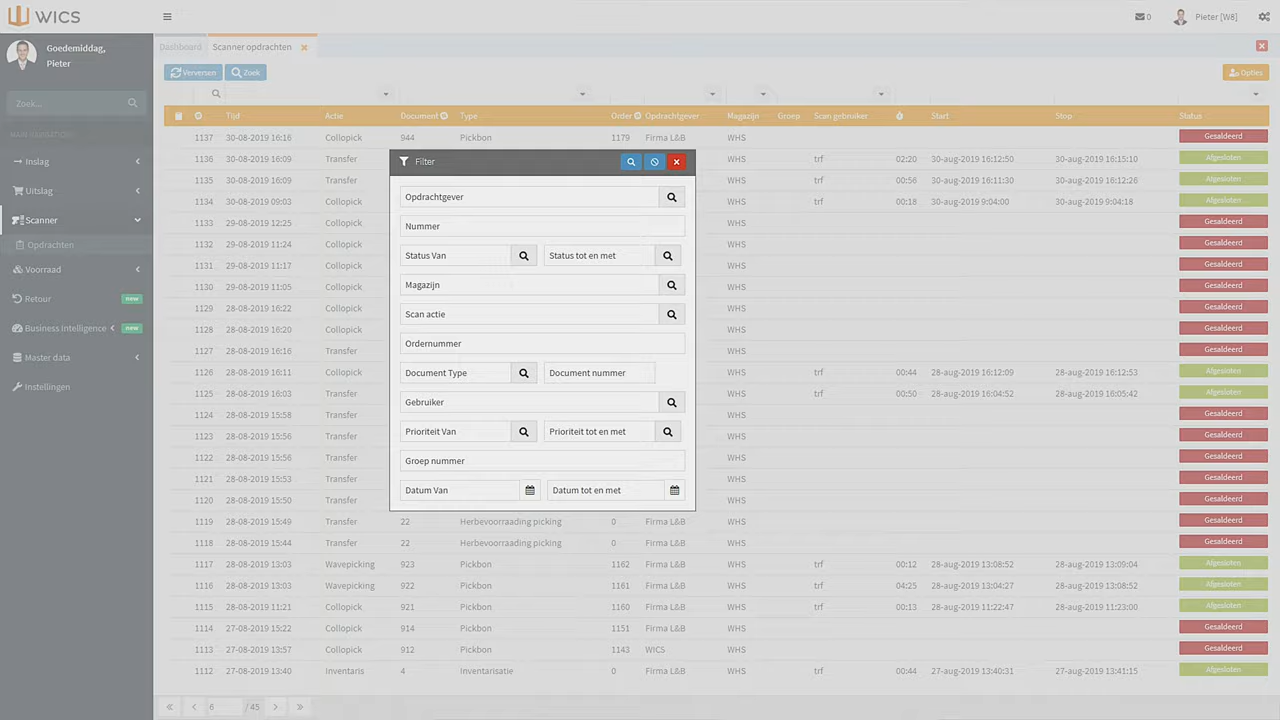 WICS
0 Pieter [W8]
Goedemiddag,
Pieter
Dashboard Scanner opdrachten
Verversen Zoek Opties
Zoek...
MAIN NAVIGATION
Inslag
Uitslag
Scanner
Opdrachten
Voorraad
Retour new
Business intelligence new
Master data
Instellingen
Tijd Actie Document Type Order Opdrachtgever Magazijn Groep Scan gebruiker Start Stop Status
1137 30-08-2019 16:16 Collopick 944 Pickbon 1179 Firma L&B WHS Gesaldeerd
1136 30-08-2019 16:09 Transfer WHS trf 02:20 30-aug-2019 16:12:50 30-aug-2019 16:15:10 Afgesloten
1135 30-08-2019 16:09 Transfer WHS trf 00:56 30-aug-2019 16:11:30 30-aug-2019 16:12:26 Afgesloten
1134 30-08-2019 09:03 Transfer WHS trf 00:18 30-aug-2019 9:04:00 30-aug-2019 9:04:18 Afgesloten
1133 29-08-2019 12:25 Collopick WHS Gesaldeerd
1132 29-08-2019 11:24 Collopick WHS Gesaldeerd
1131 29-08-2019 11:17 Collopick WHS Gesaldeerd
1130 29-08-2019 11:05 Collopick WHS Gesaldeerd
1129 28-08-2019 16:22 Collopick WHS Gesaldeerd
1128 28-08-2019 16:20 Collopick WHS Gesaldeerd
1127 28-08-2019 16:16 Transfer WHS Gesaldeerd
1126 28-08-2019 16:11 Collopick WHS trf 00:44 28-aug-2019 16:12:09 28-aug-2019 16:12:53 Afgesloten
1125 28-08-2019 16:03 Transfer WHS trf 00:50 28-aug-2019 16:04:52 28-aug-2019 16:05:42 Afgesloten
1124 28-08-2019 15:58 Transfer WHS Gesaldeerd
1123 28-08-2019 15:56 Transfer WHS Gesaldeerd
1122 28-08-2019 15:56 Transfer WHS Gesaldeerd
1121 28-08-2019 15:53 Transfer WHS Gesaldeerd
1120 28-08-2019 15:50 Transfer WHS Gesaldeerd
1119 28-08-2019 15:49 Transfer 22 Herbevoorraading picking 0 Firma L&B WHS Gesaldeerd
1118 28-08-2019 15:44 Transfer 22 Herbevoorraading picking 0 Firma L&B WHS Gesaldeerd
1117 28-08-2019 13:03 Wavepicking 923 Pickbon 1162 Firma L&B WHS trf 00:12 28-aug-2019 13:08:52 28-aug-2019 13:09:04 Afgesloten
1116 28-08-2019 13:03 Wavepicking 922 Pickbon 1161 Firma L&B WHS trf 04:25 28-aug-2019 13:04:27 28-aug-2019 13:08:52 Afgesloten
1115 28-08-2019 11:21 Collopick 921 Pickbon 1160 Firma L&B WHS trf 00:13 28-aug-2019 11:22:47 28-aug-2019 11:23:00 Afgesloten
1114 27-08-2019 15:22 Collopick 914 Pickbon 1151 Firma L&B WHS Gesaldeerd
1113 27-08-2019 13:57 Collopick 912 Pickbon 1143 WICS WHS Gesaldeerd
1112 27-08-2019 13:40 Inventaris 4 Inventarisatie 0 Firma L&B WHS trf 00:44 27-aug-2019 13:40:31 27-aug-2019 13:41:15 Afgesloten
6 / 45
Filter
Opdrachtgever
Nummer
Status Van Status tot en met
Magazijn
Scan actie
Ordernummer
Document Type Document nummer
Gebruiker
Prioriteit Van Prioriteit tot en met
Groep nummer
Datum Van Datum tot en met